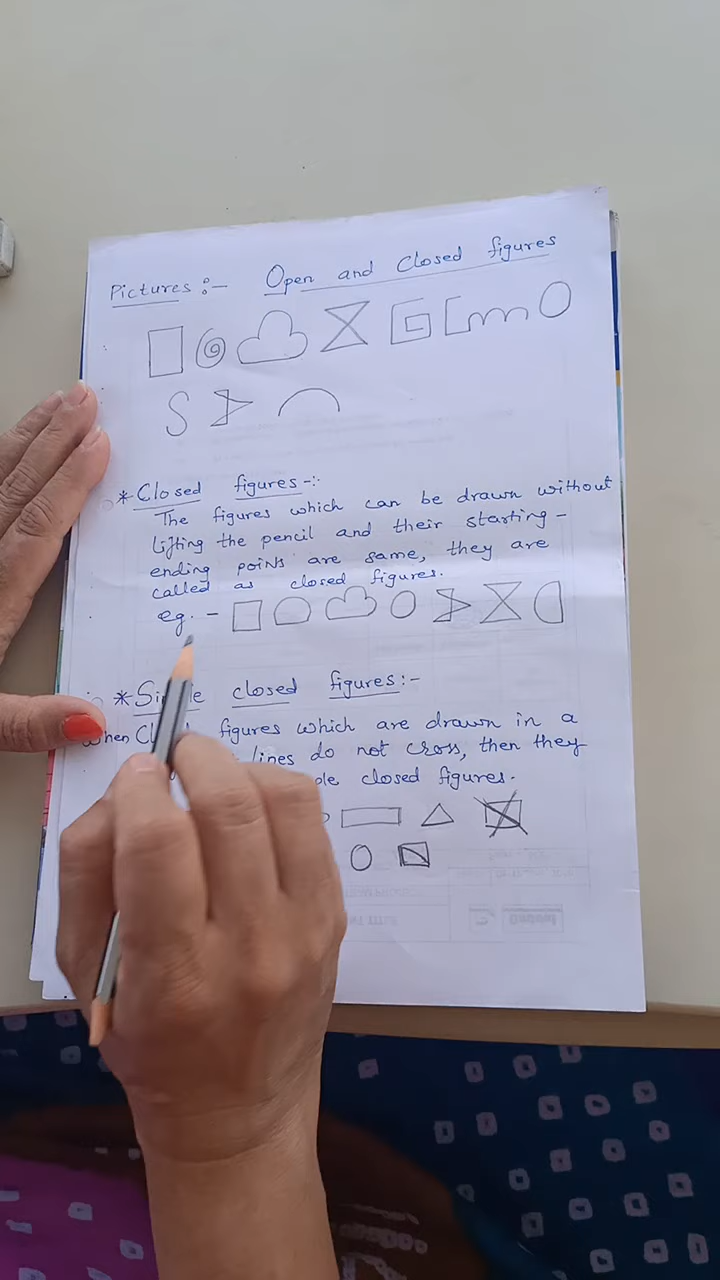 Pictures:- Open and Closed figures
* Closed figures -:
The figures which can be drawn without
lifting the pencil and their starting -
ending points are same, they are
called as closed figures.
eg. -
* closed figures :-
When figures which are drawn in a
lines do not cross, then they
closed figures.